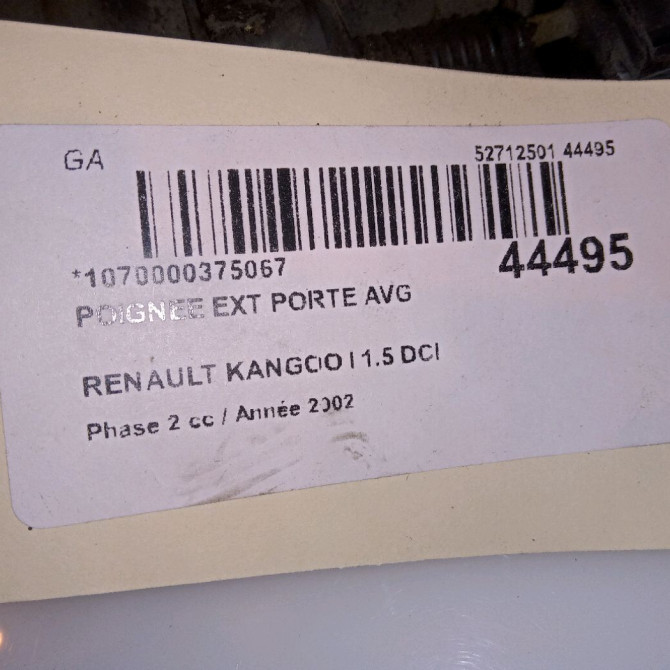 GA
52712501 44495
*1070000375067
44495
POIGNEE EXT PORTE AVG
RENAULT KANGOO I 1.5 DCI
Phase 2 cc / Année 2002